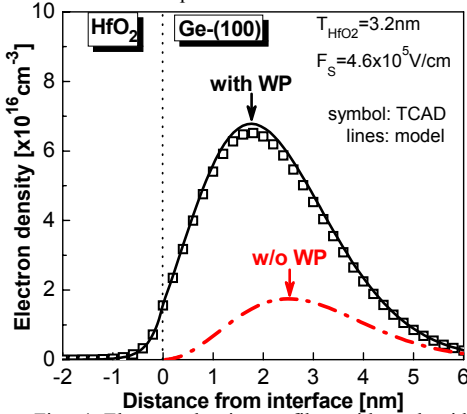 HfO2 Ge-(100)
T_HfO2=3.2nm
F_S=4.6x10^5V/cm
symbol: TCAD
lines: model
with WP
w/o WP
Electron density [x10^16cm-3]
10
8
6
4
2
0
-2 -1 0 1 2 3 4 5 6
Distance from interface [nm]